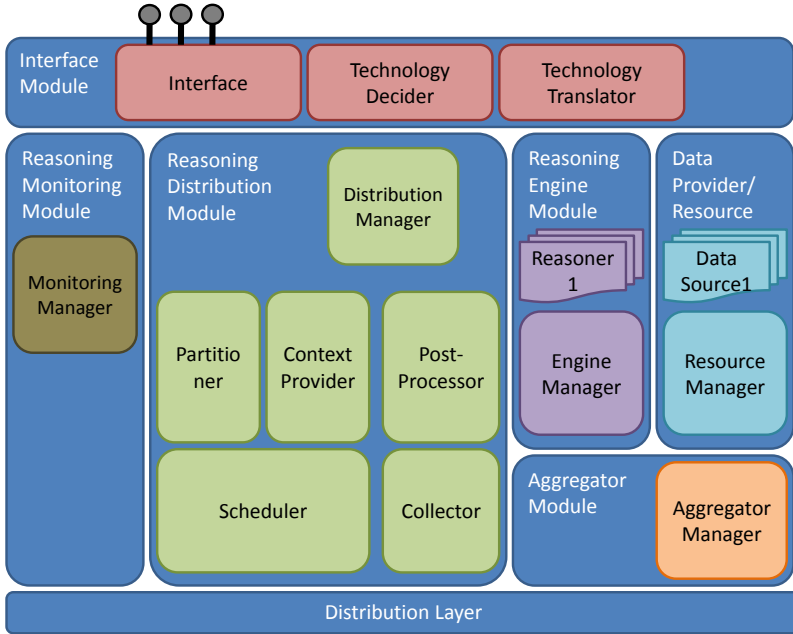 Interface
Module
Interface
Technology
Decider
Technology
Translator
Reasoning
Monitoring
Module
Monitoring
Manager
Reasoning
Distribution
Module
Distribution
Manager
Partitio
ner
Context
Provider
Post-
Processor
Scheduler
Collector
Reasoning
Engine
Module
Reasoner
1
Engine
Manager
Data
Provider/
Resource
Data
Source1
Resource
Manager
Aggregator
Module
Aggregator
Manager
Distribution Layer